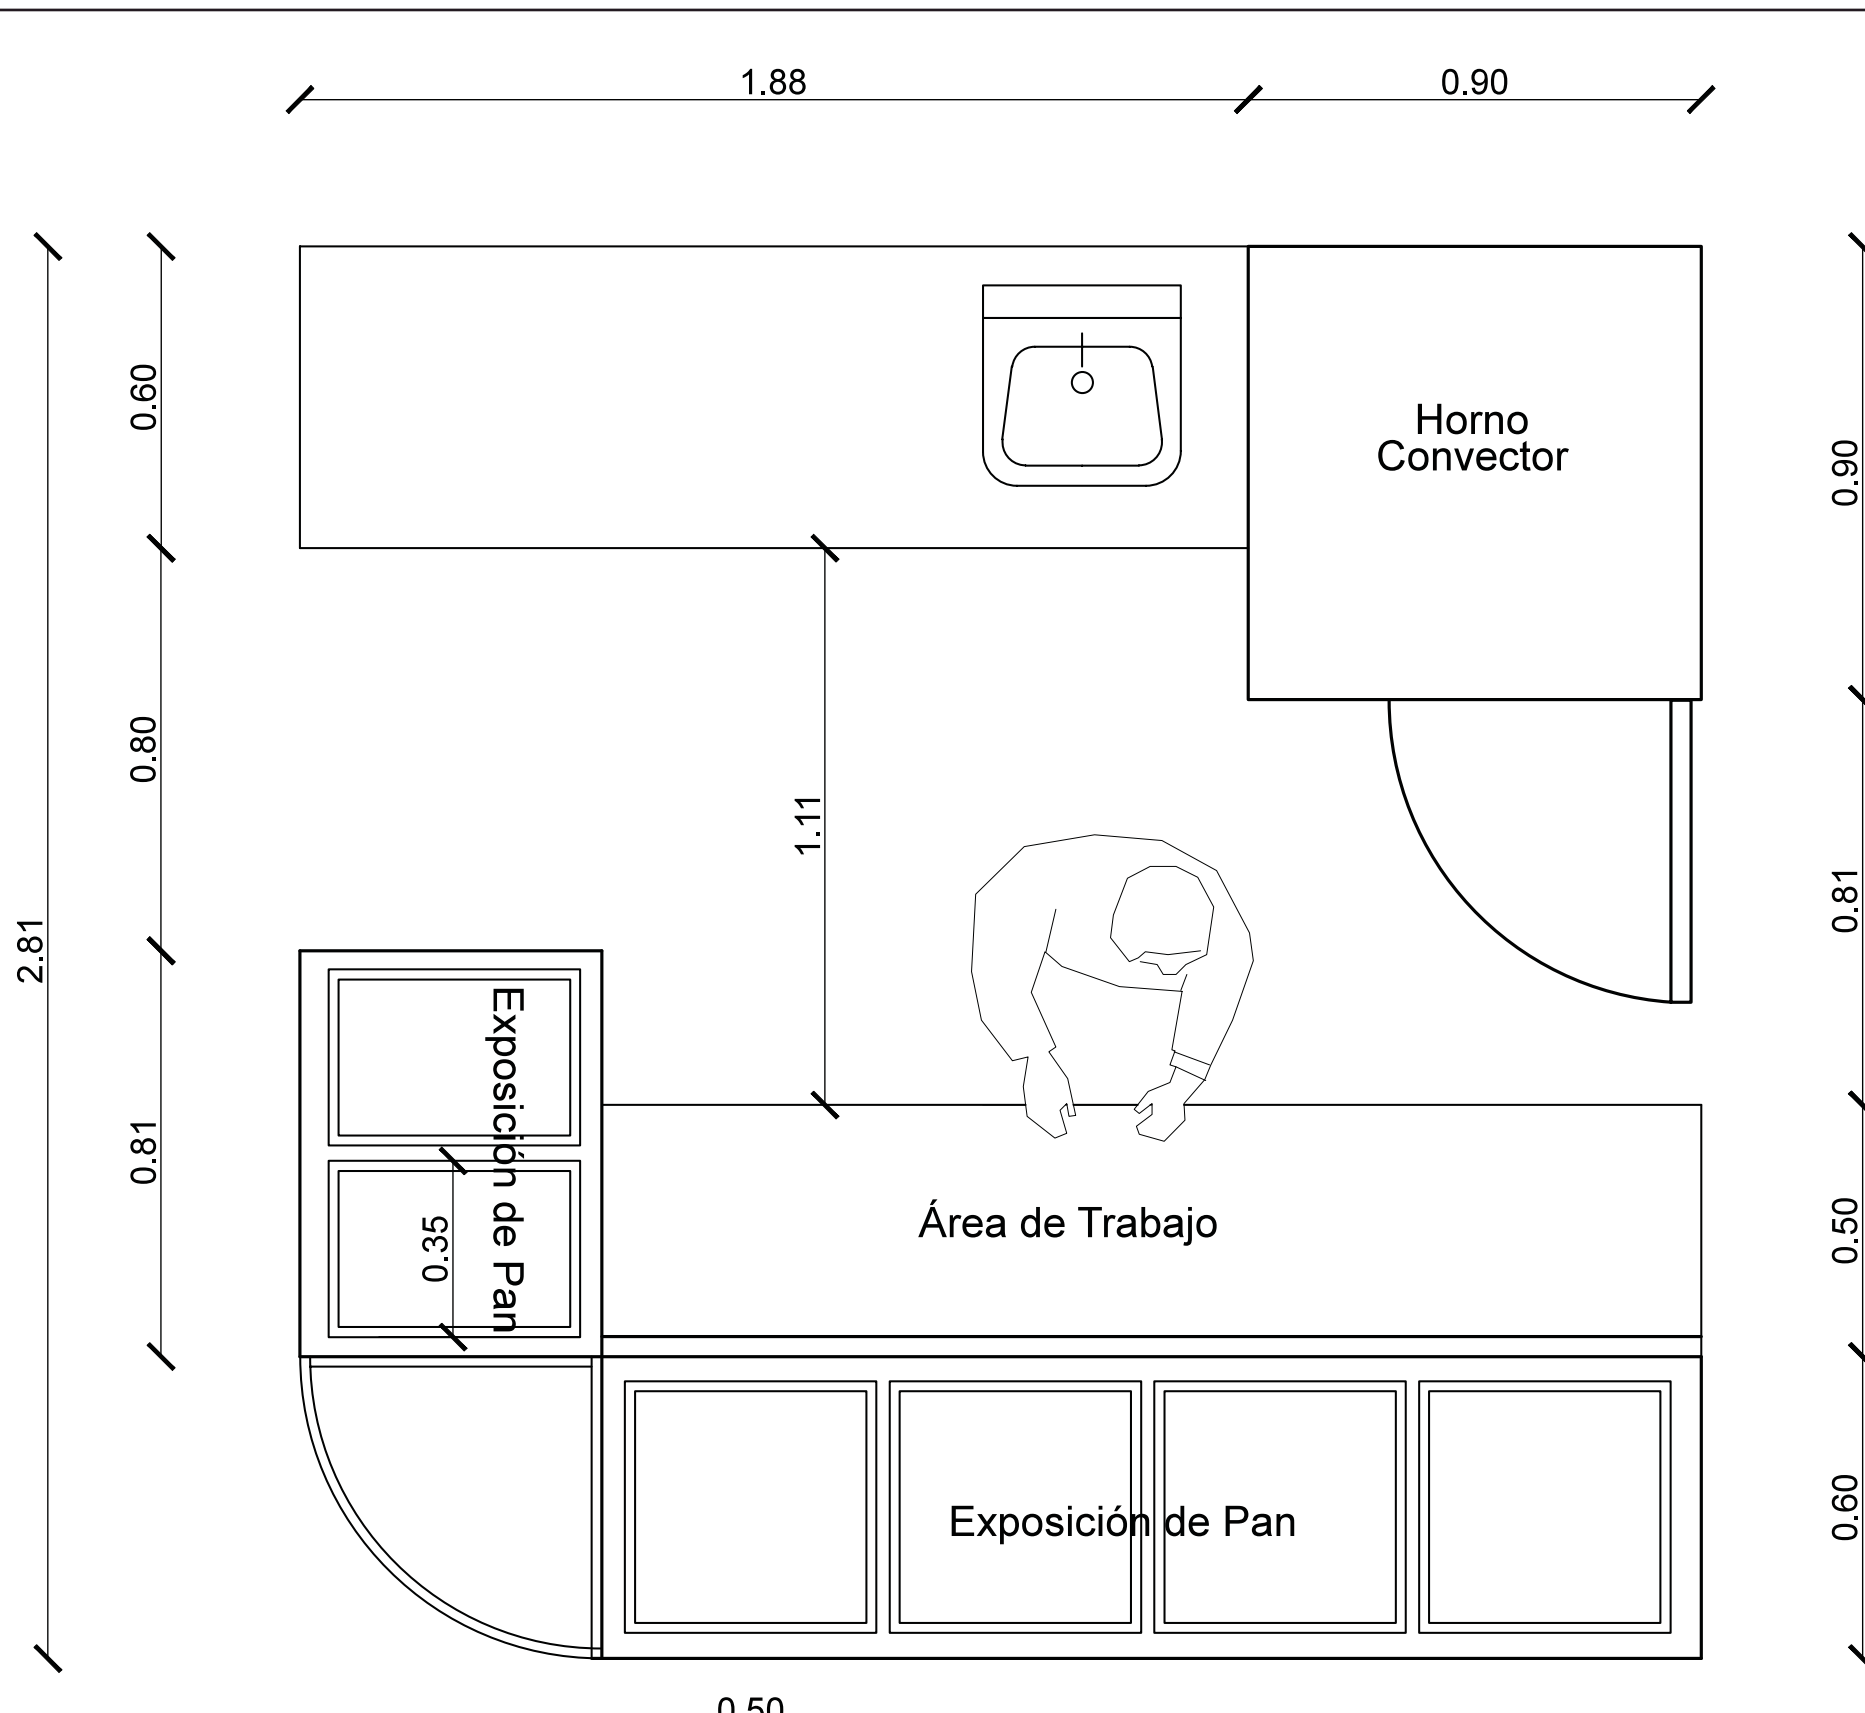 1.88
0.90
0.60
Horno
Convector
0.90
0.80
1.11
0.81
2.81
Exposición de Pan
0.81
0.35
Área de Trabajo
0.50
Exposición de Pan
0.60
0.50